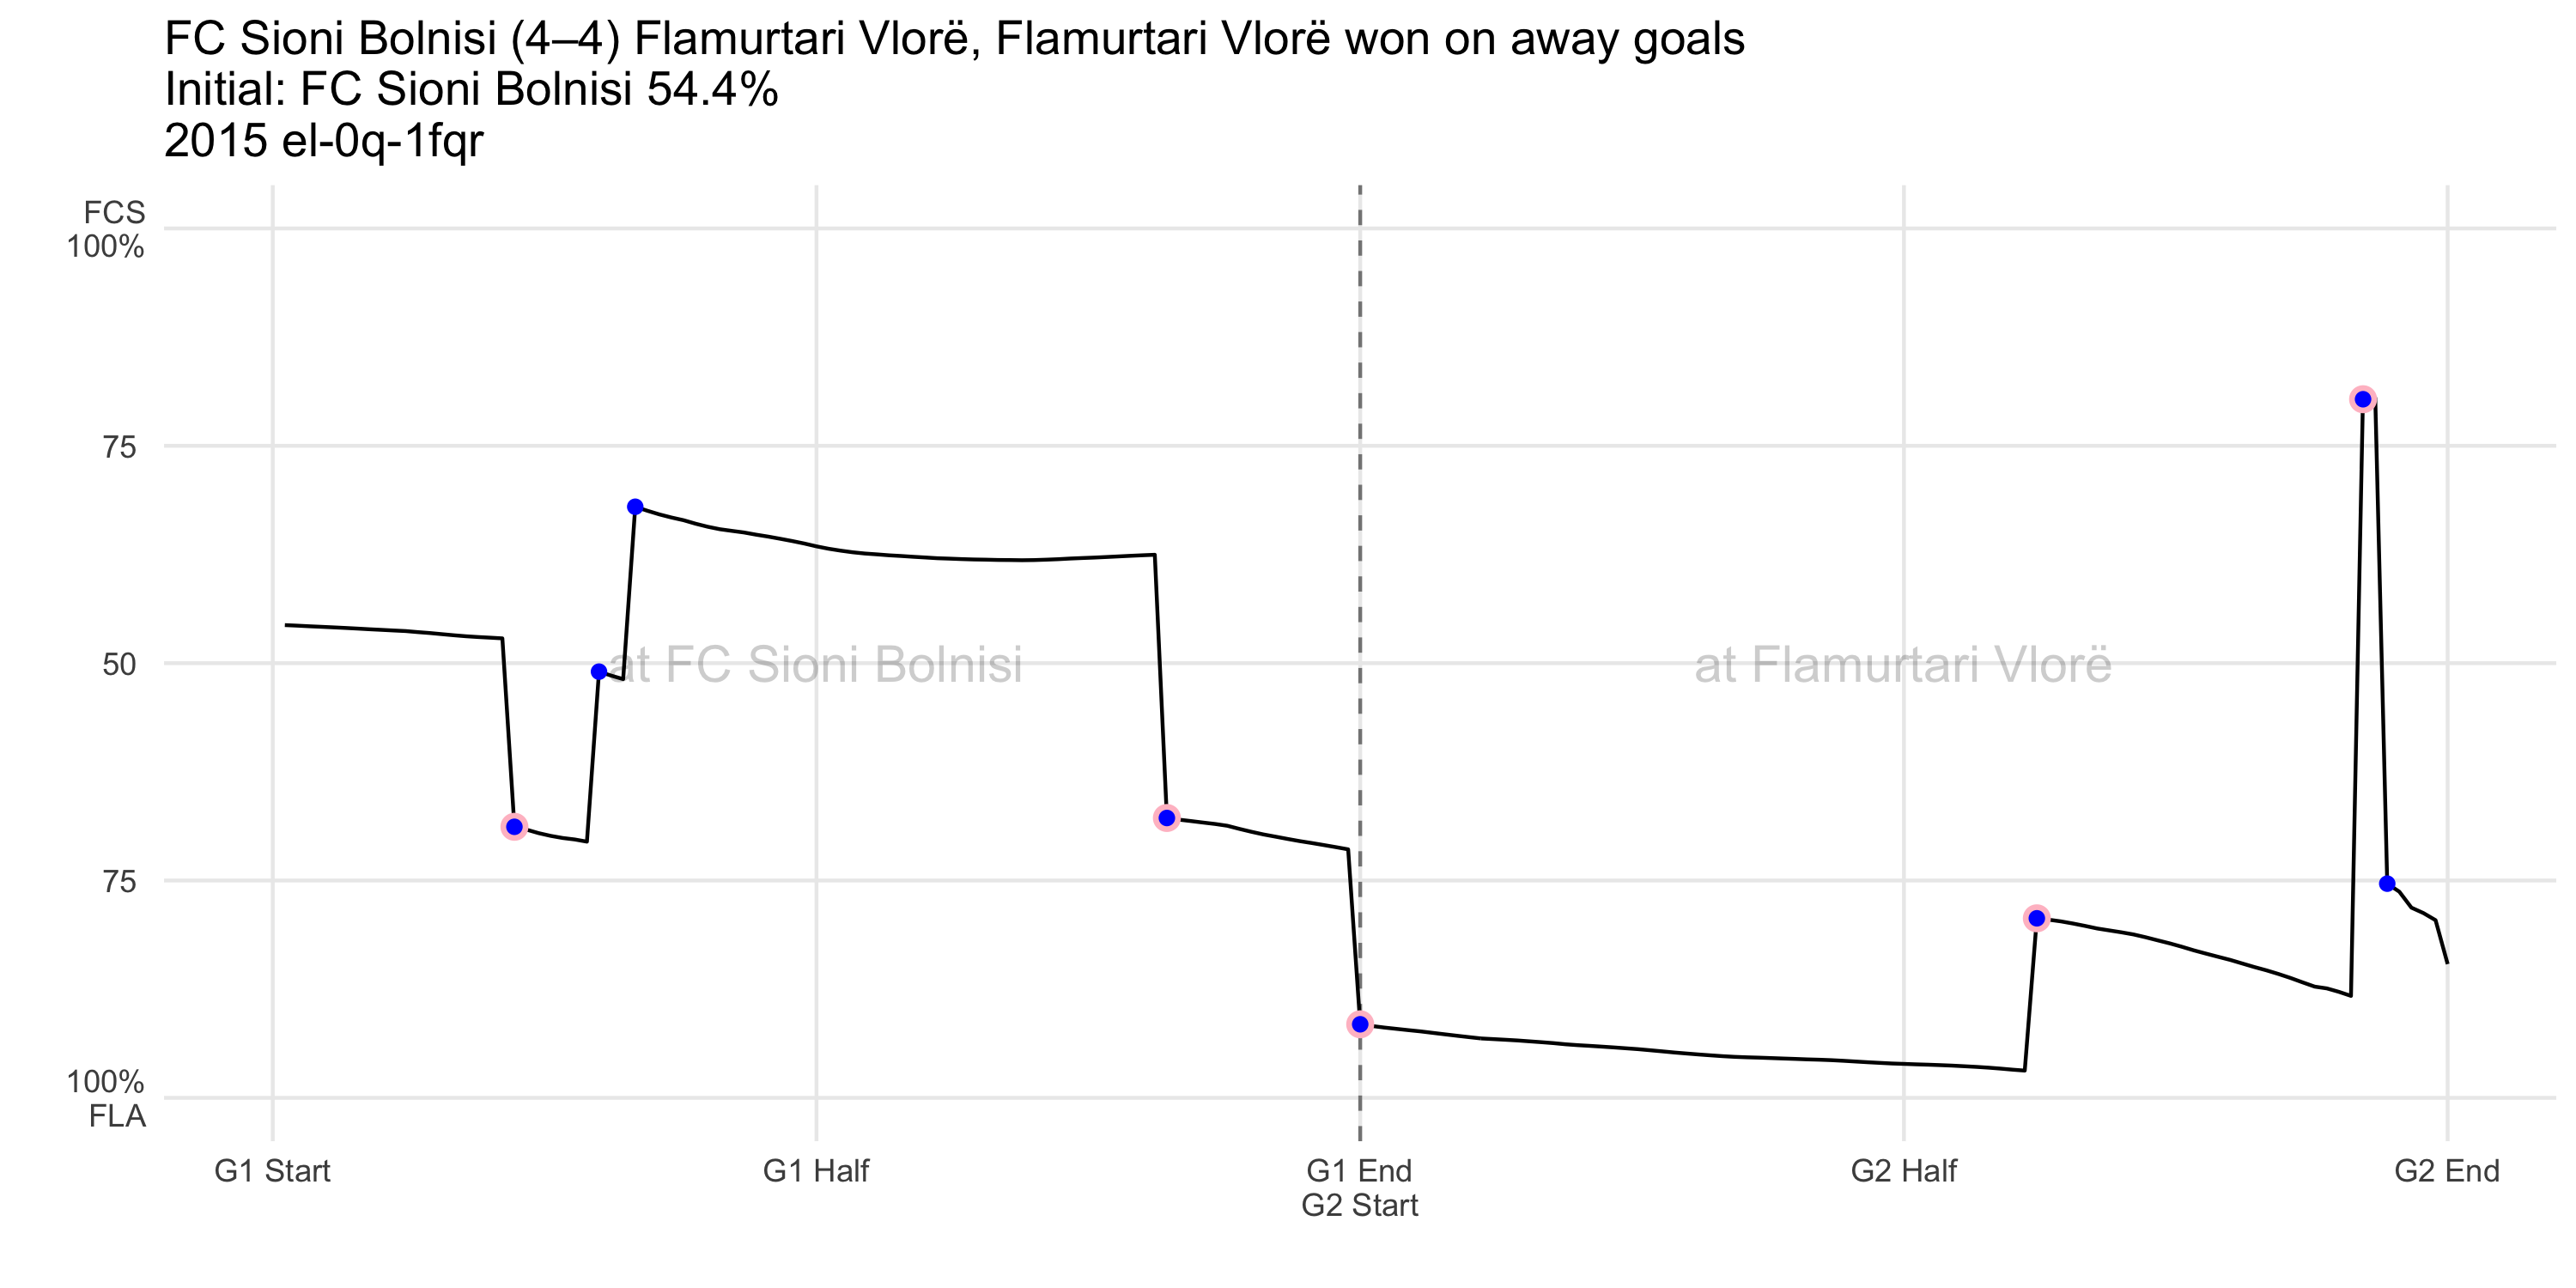 FC Sioni Bolnisi (4–4) Flamurtari Vlorë, Flamurtari Vlorë won on away goals
Initial: FC Sioni Bolnisi 54.4%
2015 el-0q-1fqr
FCS
100%
75
50
75
100%
FLA
at FC Sioni Bolnisi
at Flamurtari Vlorë
G1 Start
G1 Half
G1 End
G2 Start
G2 Half
G2 End